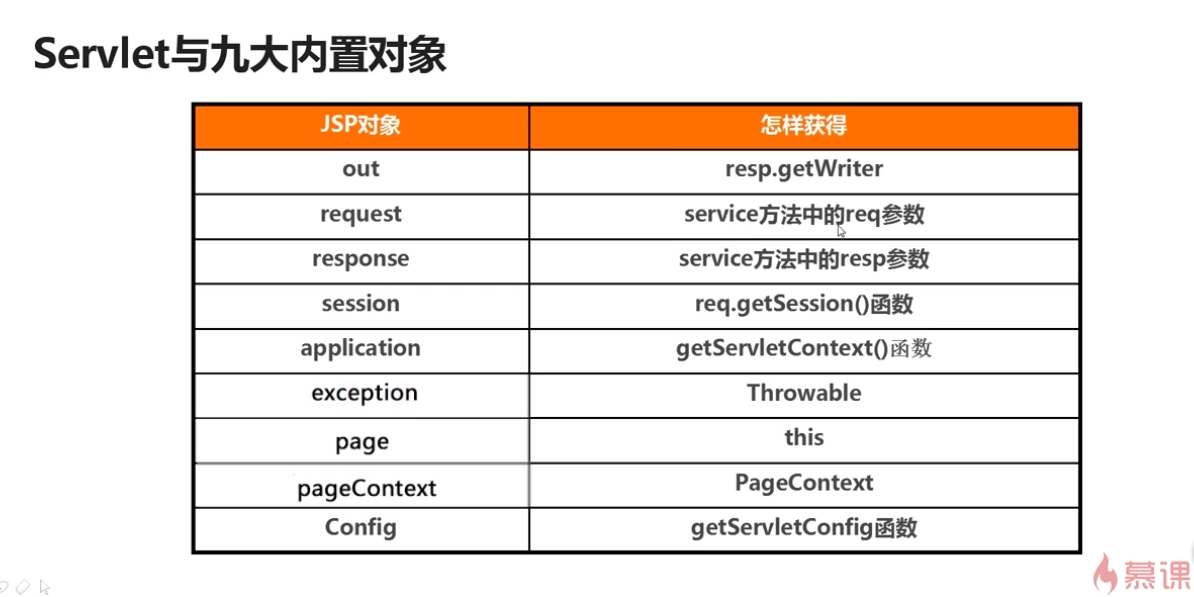 Servlet与九大内置对象
JSP对象 怎样获得
out resp.getWriter
request service方法中的req参数
response service方法中的resp参数
session req.getSession()函数
application getServletContext()函数
exception Throwable
page this
pageContext PageContext
Config getServletConfig函数
慕课